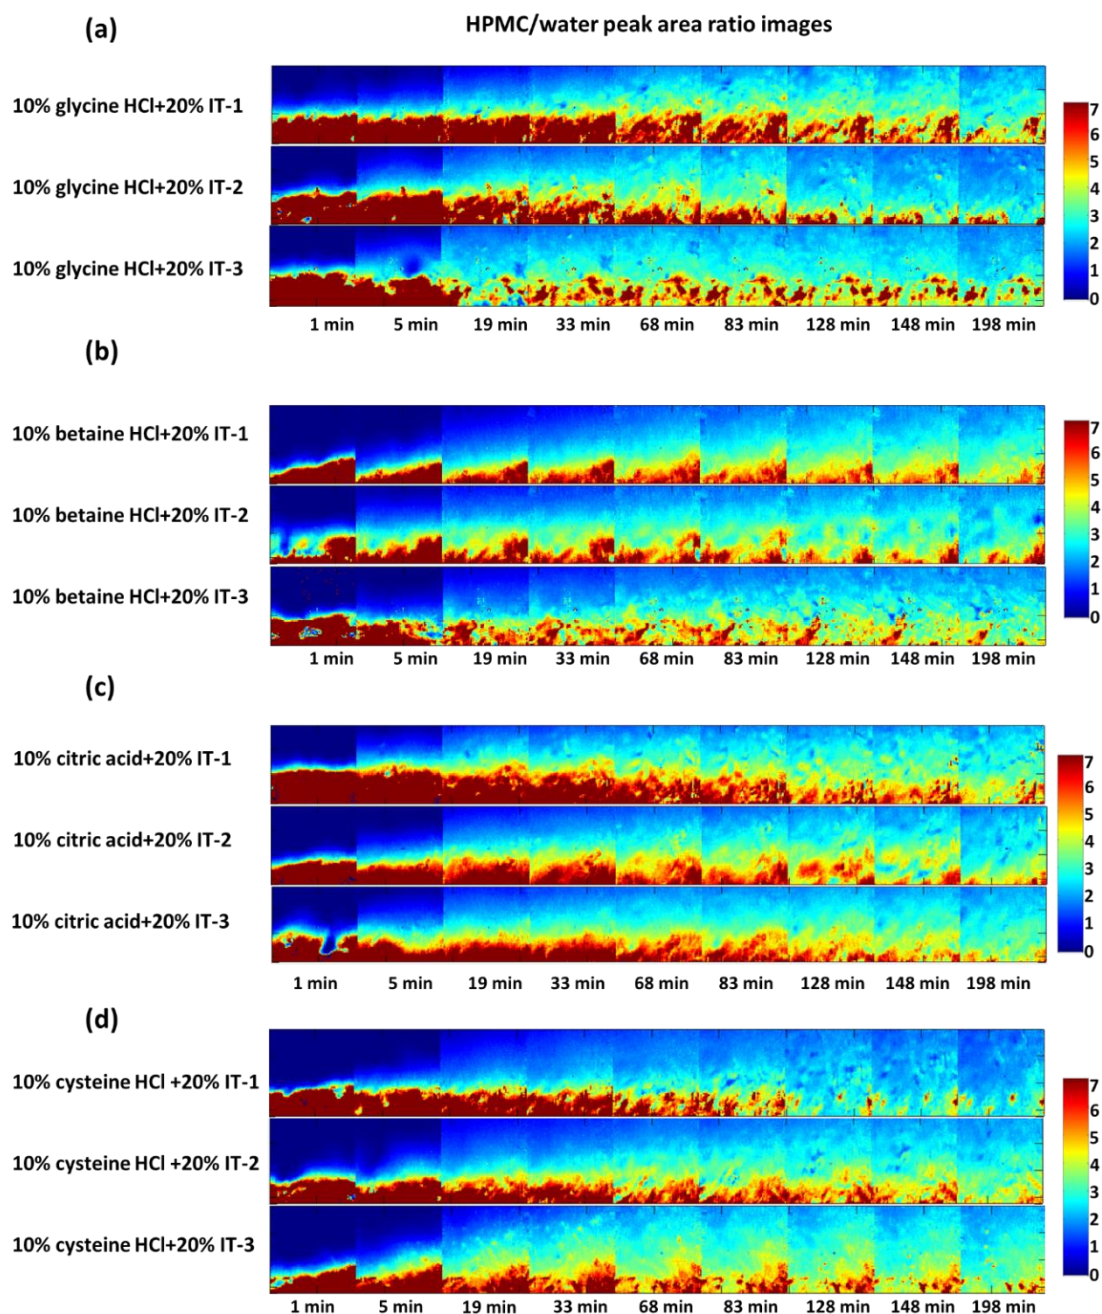 (a)
HPMC/water peak area ratio images
10% glycine HCl+20% IT-1
10% glycine HCl+20% IT-2
10% glycine HCl+20% IT-3
7
6
5
4
3
2
1
0
1 min 5 min 19 min 33 min 68 min 83 min 128 min 148 min 198 min
(b)
10% betaine HCl+20% IT-1
10% betaine HCl+20% IT-2
10% betaine HCl+20% IT-3
7
6
5
4
3
2
1
0
1 min 5 min 19 min 33 min 68 min 83 min 128 min 148 min 198 min
(c)
10% citric acid+20% IT-1
10% citric acid+20% IT-2
10% citric acid+20% IT-3
7
6
5
4
3
2
1
0
1 min 5 min 19 min 33 min 68 min 83 min 128 min 148 min 198 min
(d)
10% cysteine HCl +20% IT-1
10% cysteine HCl +20% IT-2
10% cysteine HCl+20% IT-3
7
6
5
4
3
2
1
0
1 min 5 min 19 min 33 min 68 min 83 min 128 min 148 min 198 min